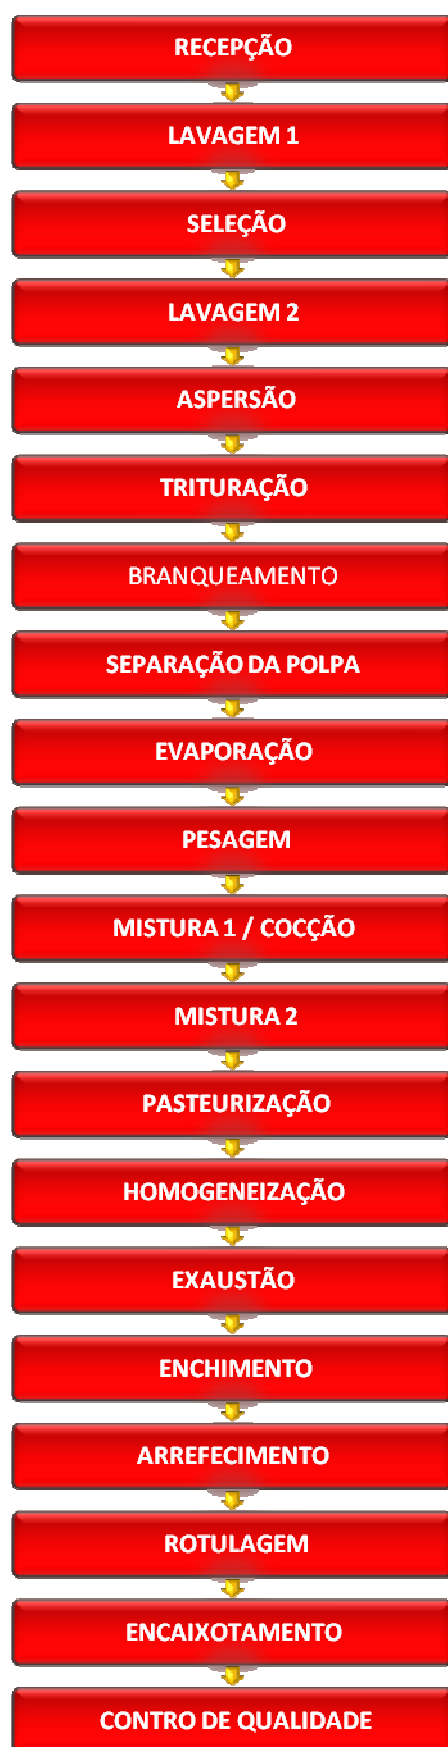 RECEPÇÃO
LAVAGEM 1
SELEÇÃO
LAVAGEM 2
ASPERSÃO
TRITURAÇÃO
BRANQUEAMENTO
SEPARAÇÃO DA POLPA
EVAPORAÇÃO
PESAGEM
MISTURA 1 / COCÇÃO
MISTURA 2
PASTEURIZAÇÃO
HOMOGENEIZAÇÃO
EXAUSTÃO
ENCHIMENTO
ARREFECIMENTO
ROTULAGEM
ENCAIXOTAMENTO
CONTRO DE QUALIDADE